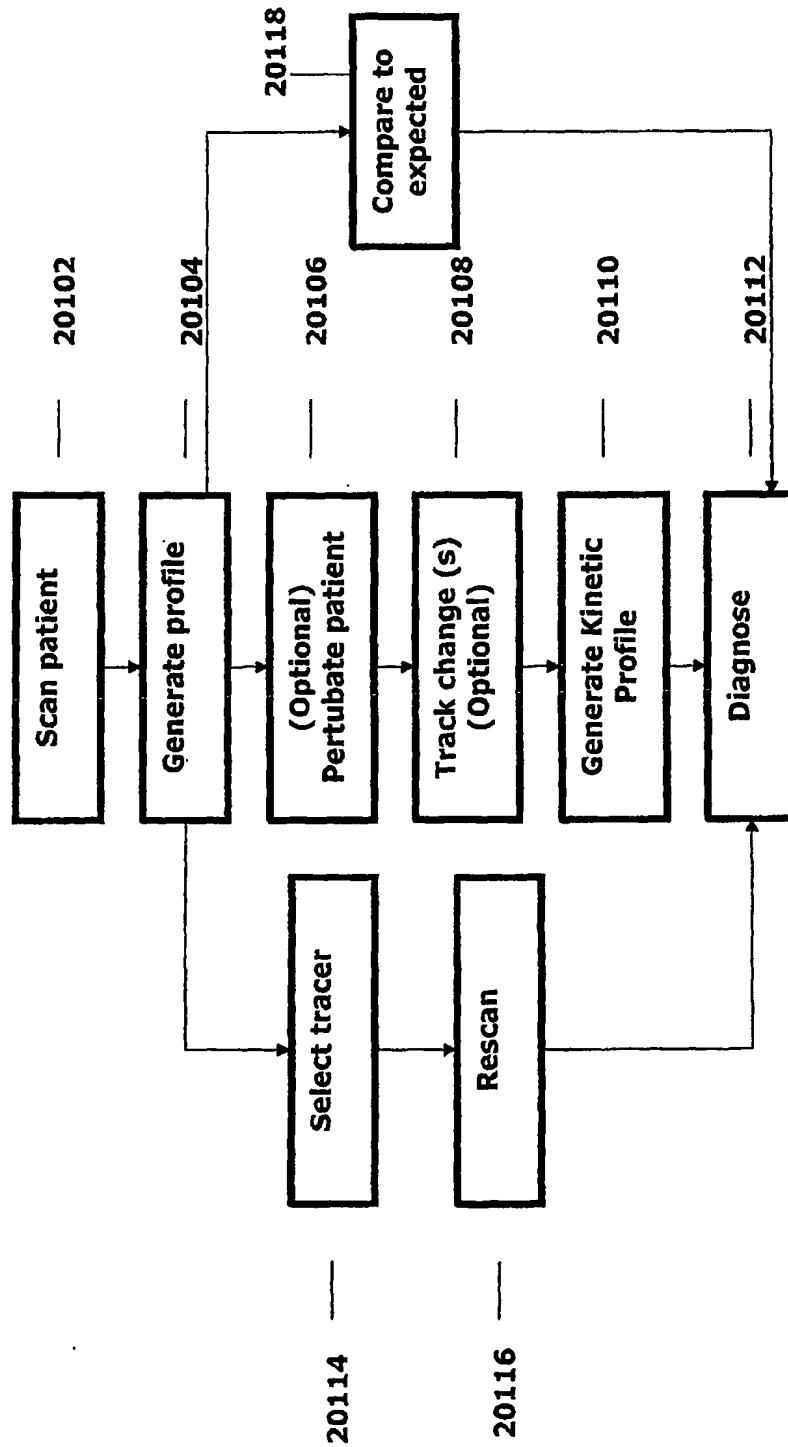 Scan patient
20102
Generate profile
20104
(Optional)
Pertubate patient
20106
Track change (s)
(Optional)
20108
Generate Kinetic
Profile
20110
Diagnose
20112
Select tracer
20114
Rescan
20116
Compare to
expected
20118